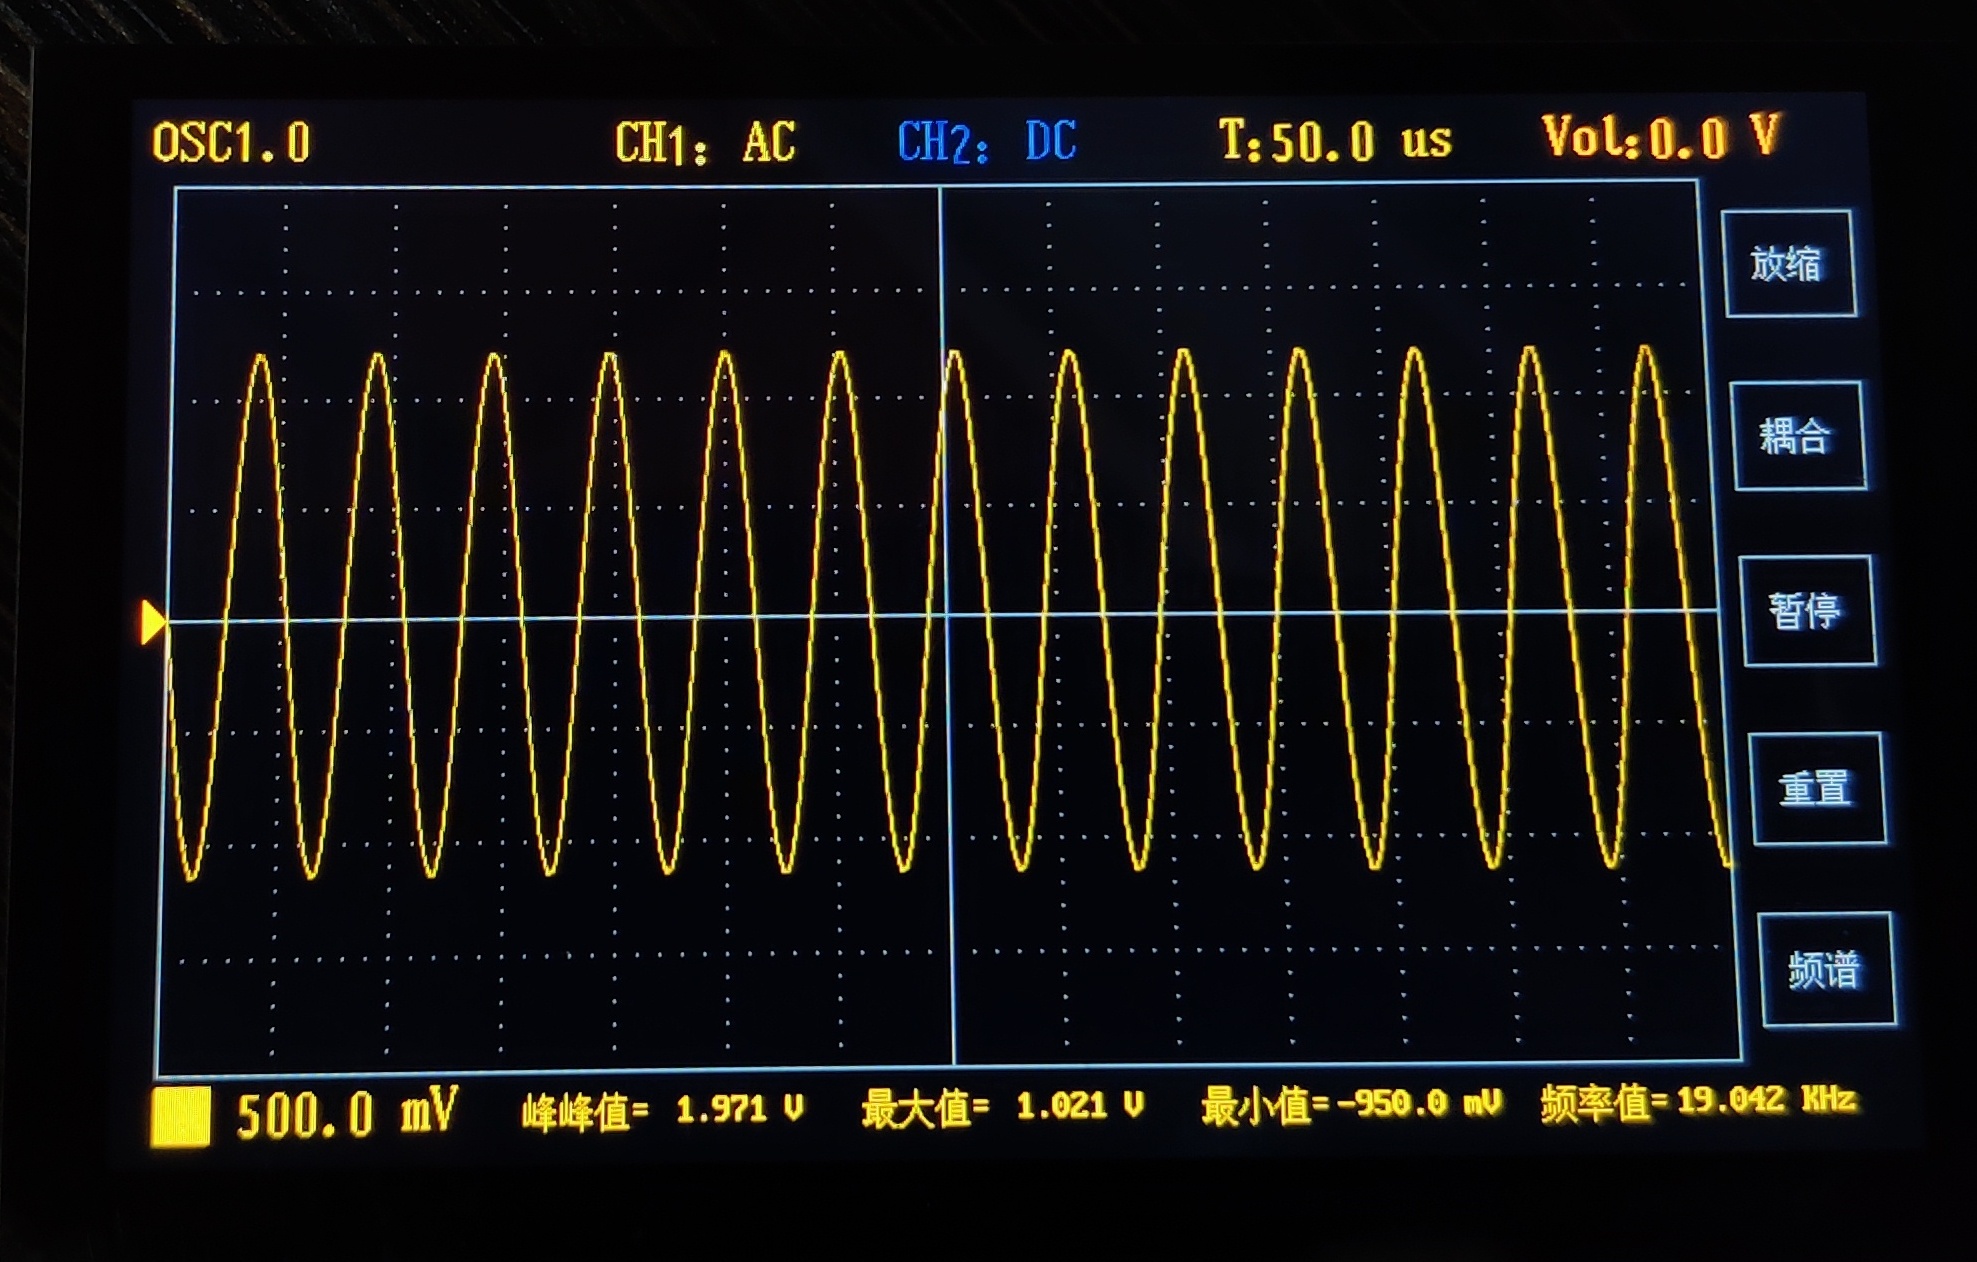 OSC1.0 CH1: AC CH2: DC T:50.0 us Vol:0.0 V
放缩
耦合
暂停
重置
频谱
500.0 mV 峰峰值= 1.971 V 最大值= 1.021 V 最小值=-950.0 mV 频率值=19.042 KHz